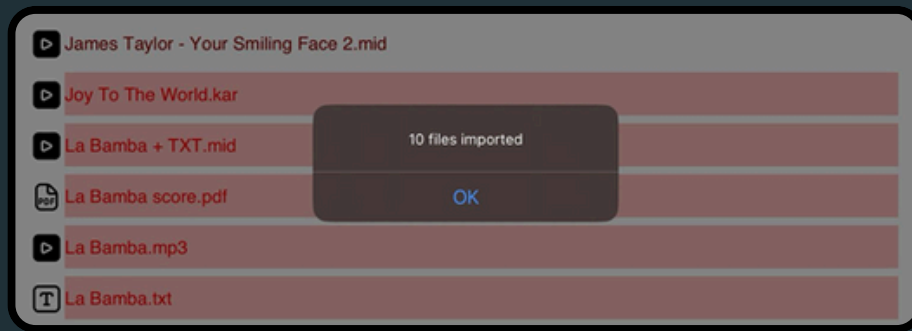 James Taylor - Your Smiling Face 2.mid
Joy To The World.kar
10 files imported
La Bamba + TXT.mid
PDF
La Bamba score.pdf
OK
La Bamba.mp3
T
La Bamba.txt